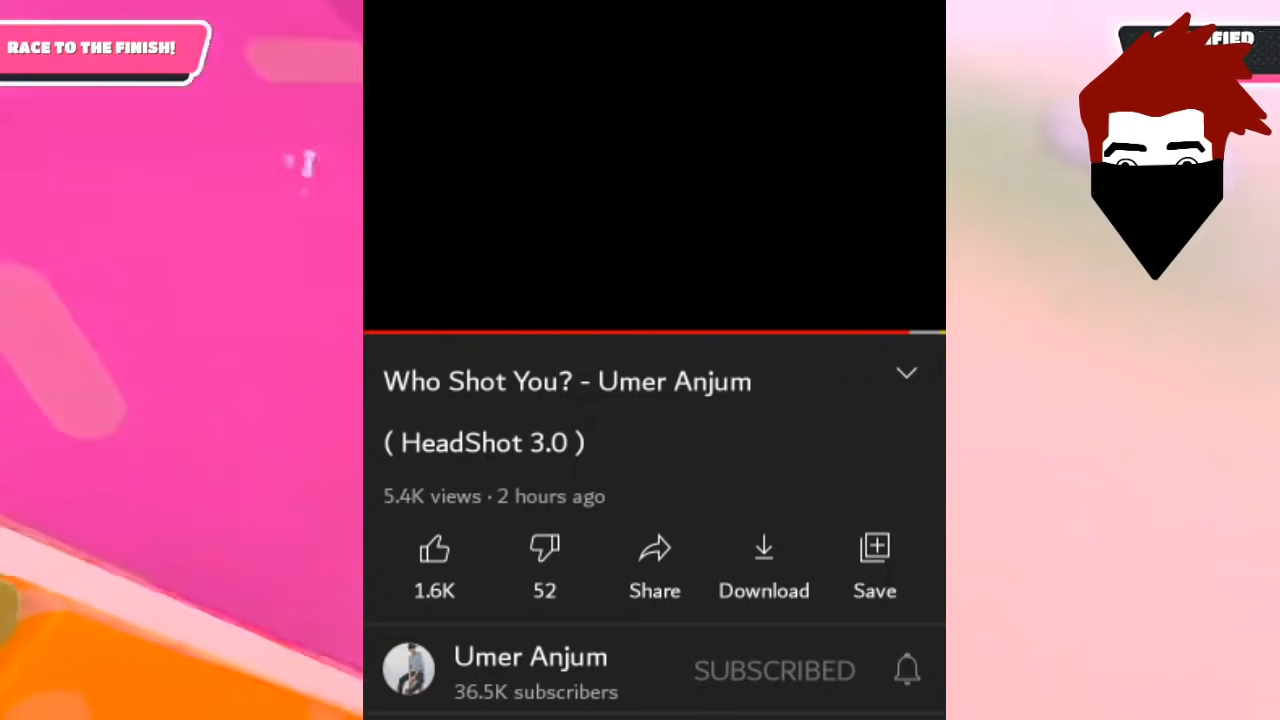 RACE TO THE FINISH!
Who Shot You? - Umer Anjum
( HeadShot 3.0 )
5.4K views · 2 hours ago
1.6K
52
Share
Download
Save
Umer Anjum
36.5K subscribers
SUBSCRIBED